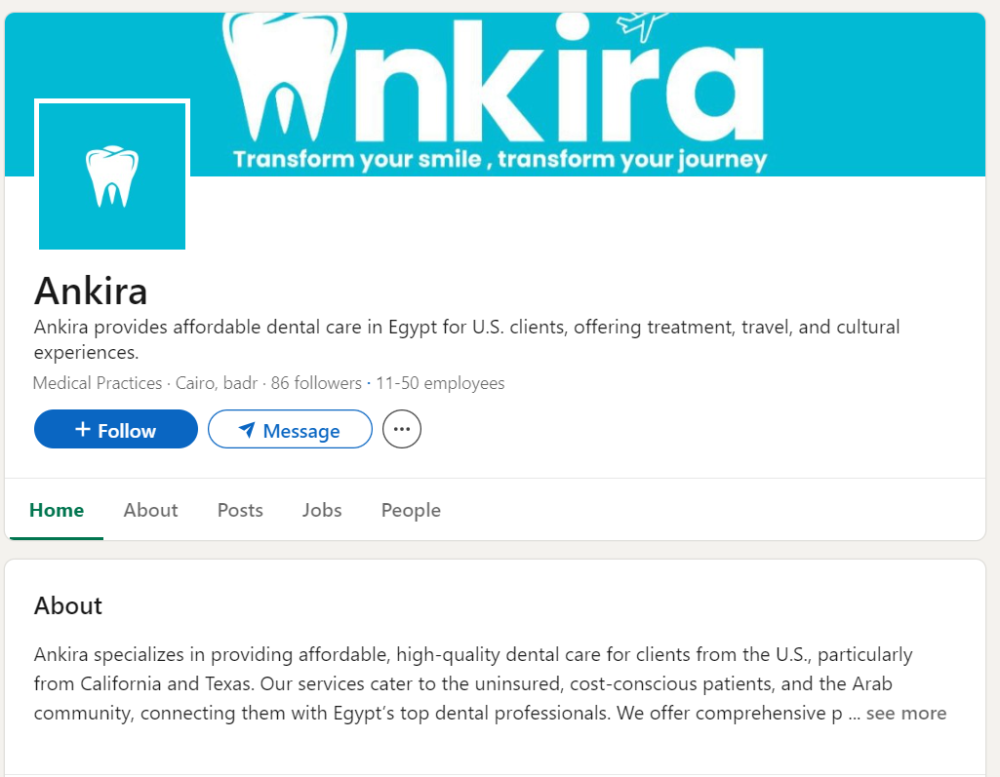 Ankira
Transform your smile , transform your journey
Ankira
Ankira provides affordable dental care in Egypt for U.S. clients, offering treatment, travel, and cultural
experiences.
Medical Practices · Cairo, badr · 86 followers · 11-50 employees
+ Follow
Message
Home About Posts Jobs People
About
Ankira specializes in providing affordable, high-quality dental care for clients from the U.S., particularly
from California and Texas. Our services cater to the uninsured, cost-conscious patients, and the Arab
community, connecting them with Egypt’s top dental professionals. We offer comprehensive p ... see more